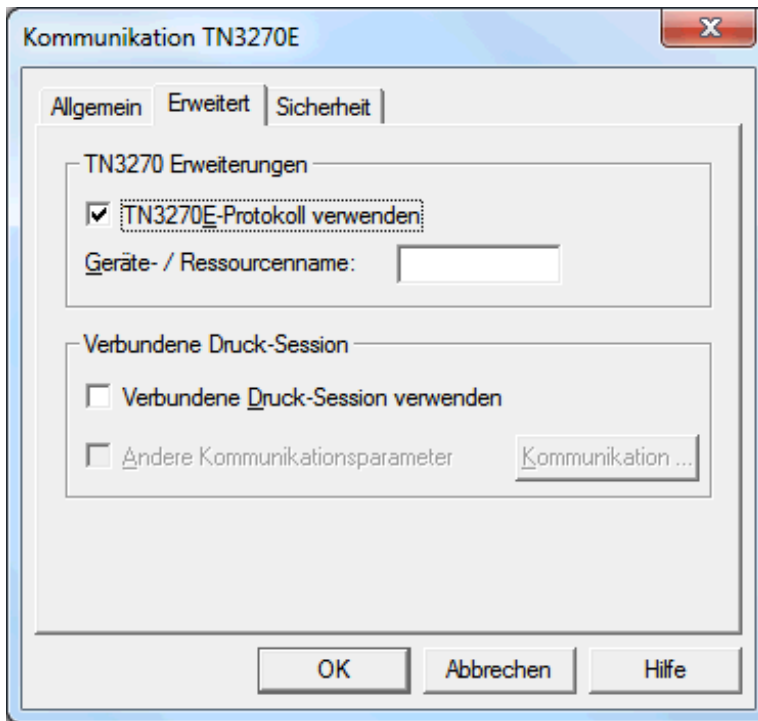 Kommunikation TN3270E
Allgemein Erweitert Sicherheit
TN3270 Erweiterungen
TN3270E-Protokoll verwenden
Geräte- / Ressourcenname:
Verbundene Druck-Session
Verbundene Druck-Session verwenden
Andere Kommunikationsparameter Kommunikation ...
OK Abbrechen Hilfe